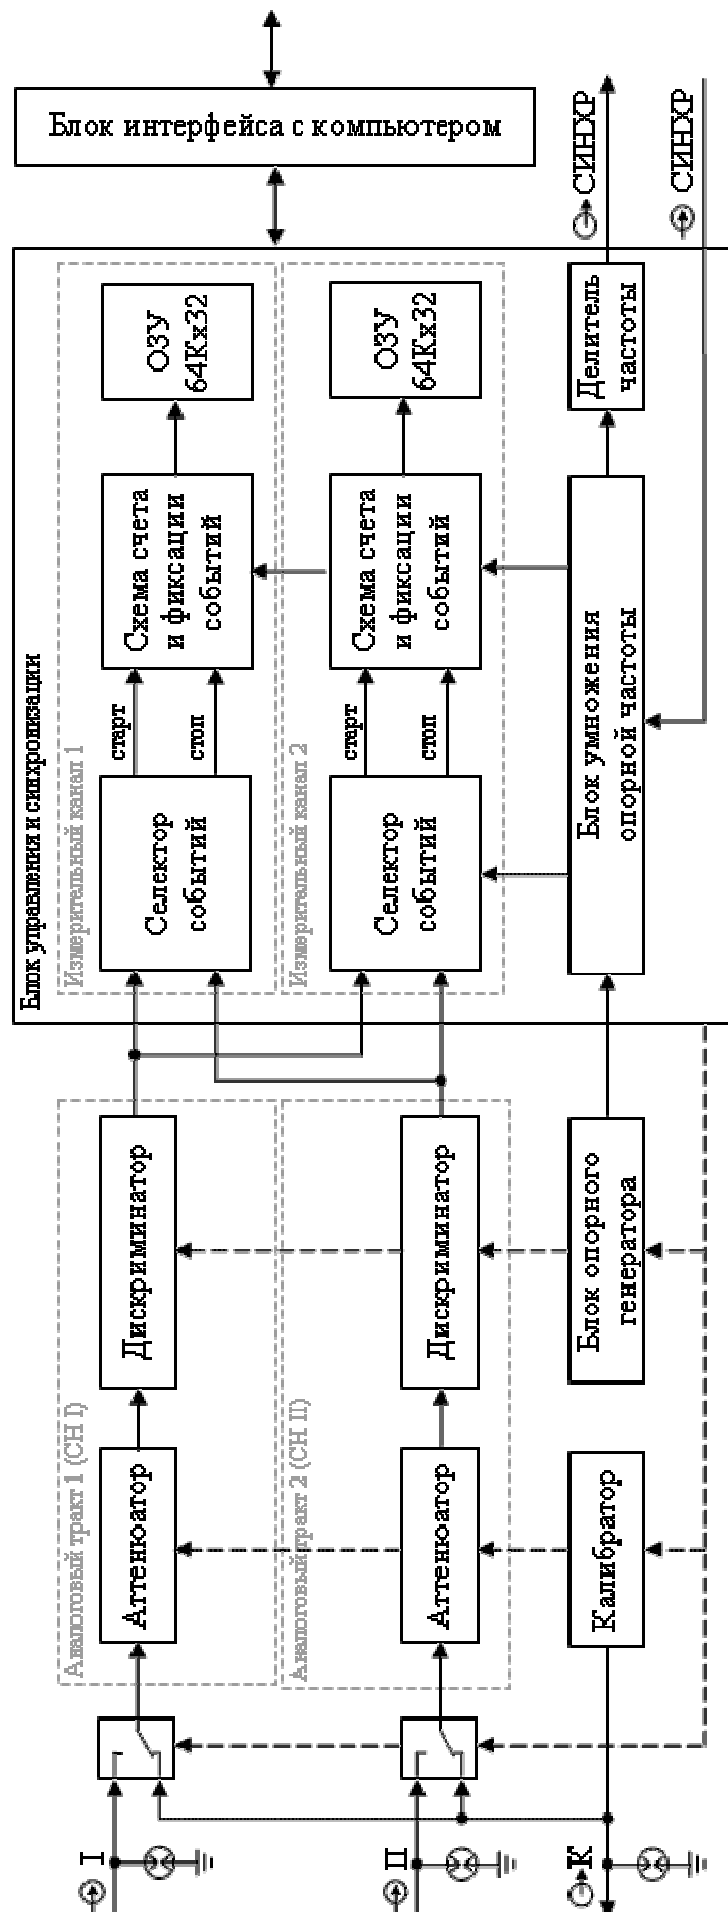 Блок интерфейса с компьютером
СИНХР
СИНХР
Блок управления и синхронизации
Измерительный канал 1
ОЗУ
64Кх32
Схема счета
и фиксации
событий
старт
стоп
Селектор
событий
Измерительный канал 2
ОЗУ
64Кх32
Схема счета
и фиксации
событий
старт
стоп
Селектор
событий
Делитель
частоты
Блок умножения
опорной частоты
Аналоговый тракт 1 (CH I)
Дискриминатор
Аттенюатор
Аналоговый тракт 2 (CH II)
Дискриминатор
Аттенюатор
Блок опорного
генератора
Калибратор
I
II
К